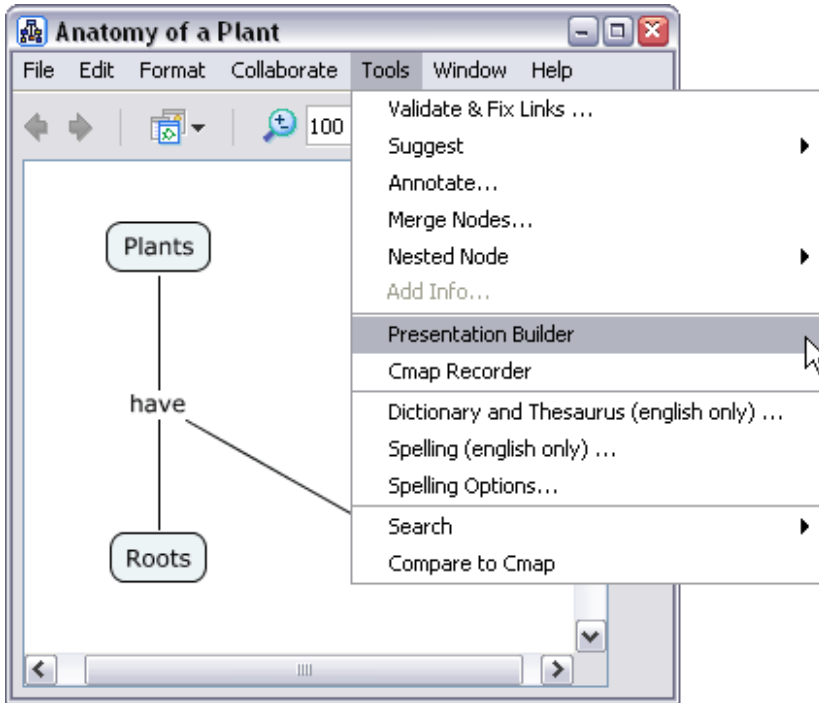 Anatomy of a Plant
File Edit Format Collaborate Tools Window Help
100
Validate & Fix Links ...
Suggest
Annotate...
Merge Nodes...
Nested Node
Add Info...
Presentation Builder
Cmap Recorder
Dictionary and Thesaurus (english only) ...
Spelling (english only) ...
Spelling Options...
Search
Compare to Cmap
Plants
have
Roots